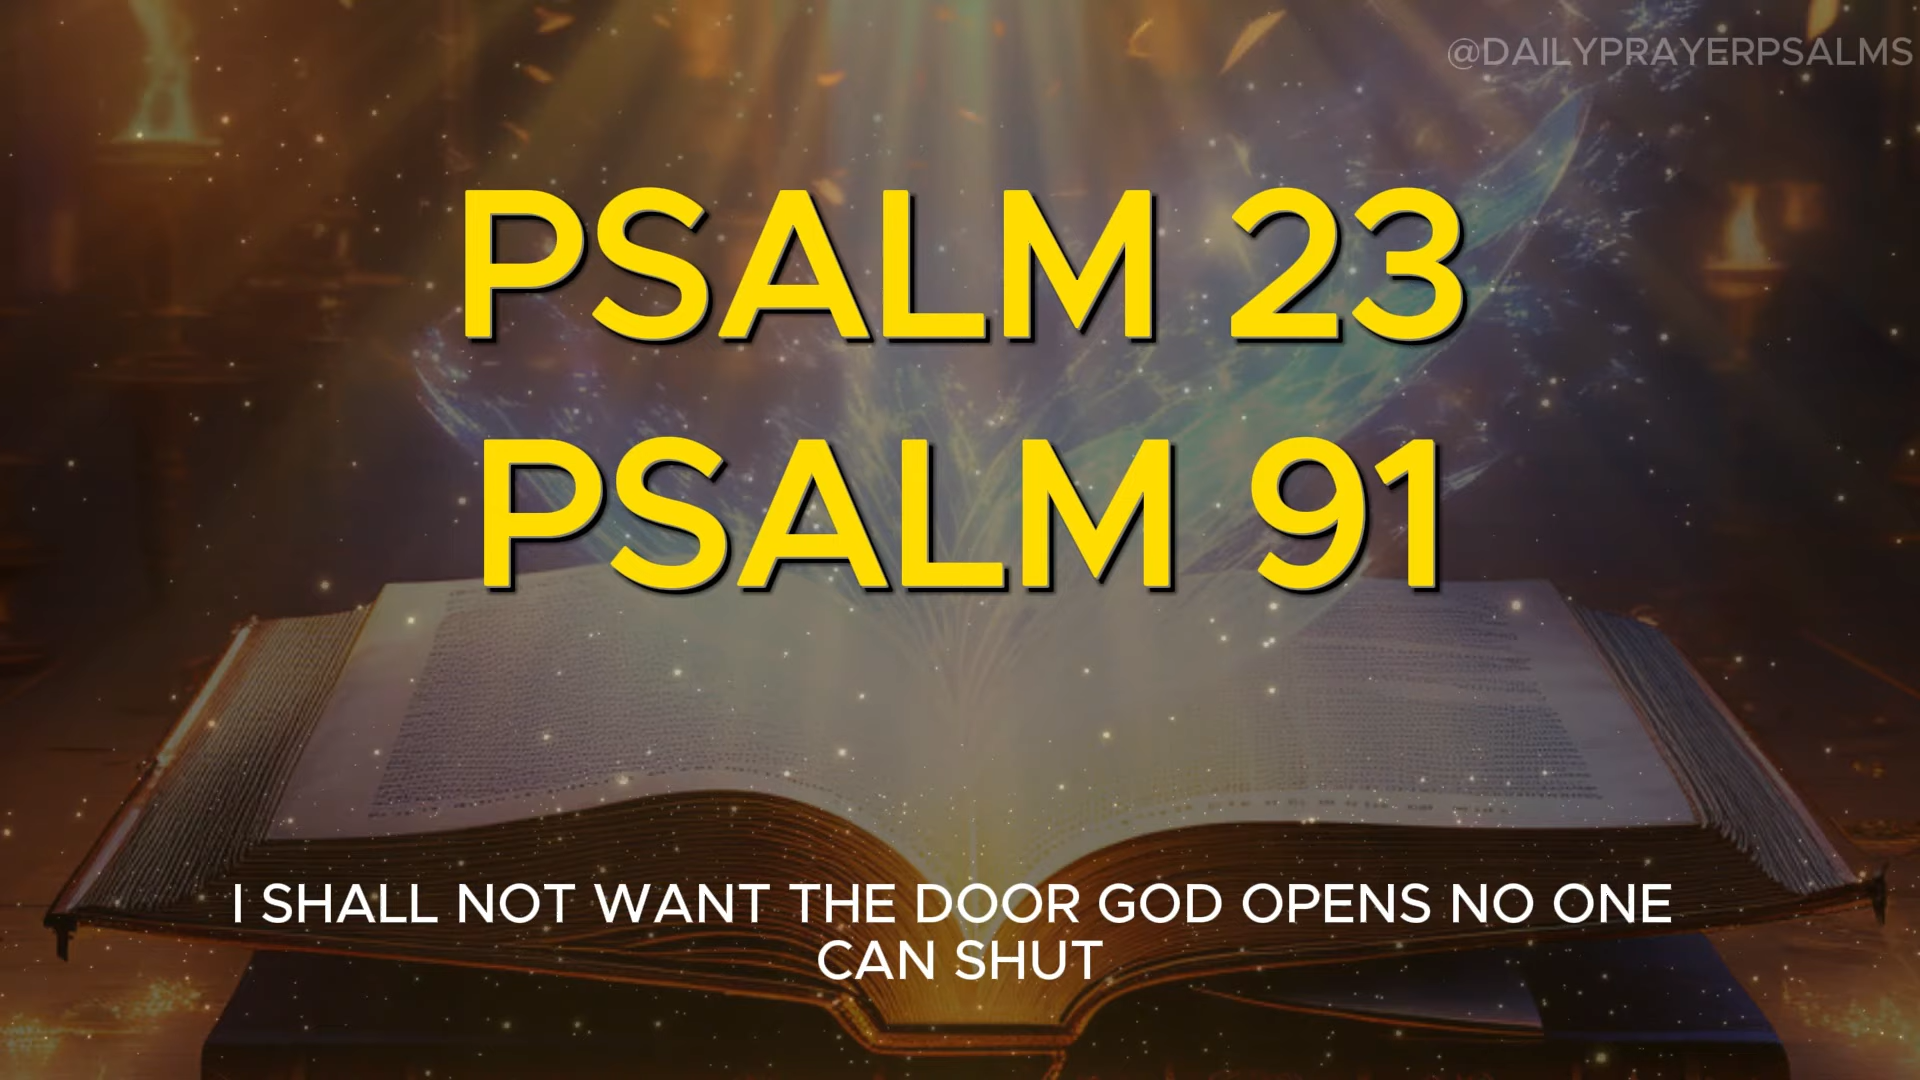 @DAILYPRAYERPSALMS
PSALM 23
PSALM 91
I SHALL NOT WANT THE DOOR GOD OPENS NO ONE
CAN SHUT